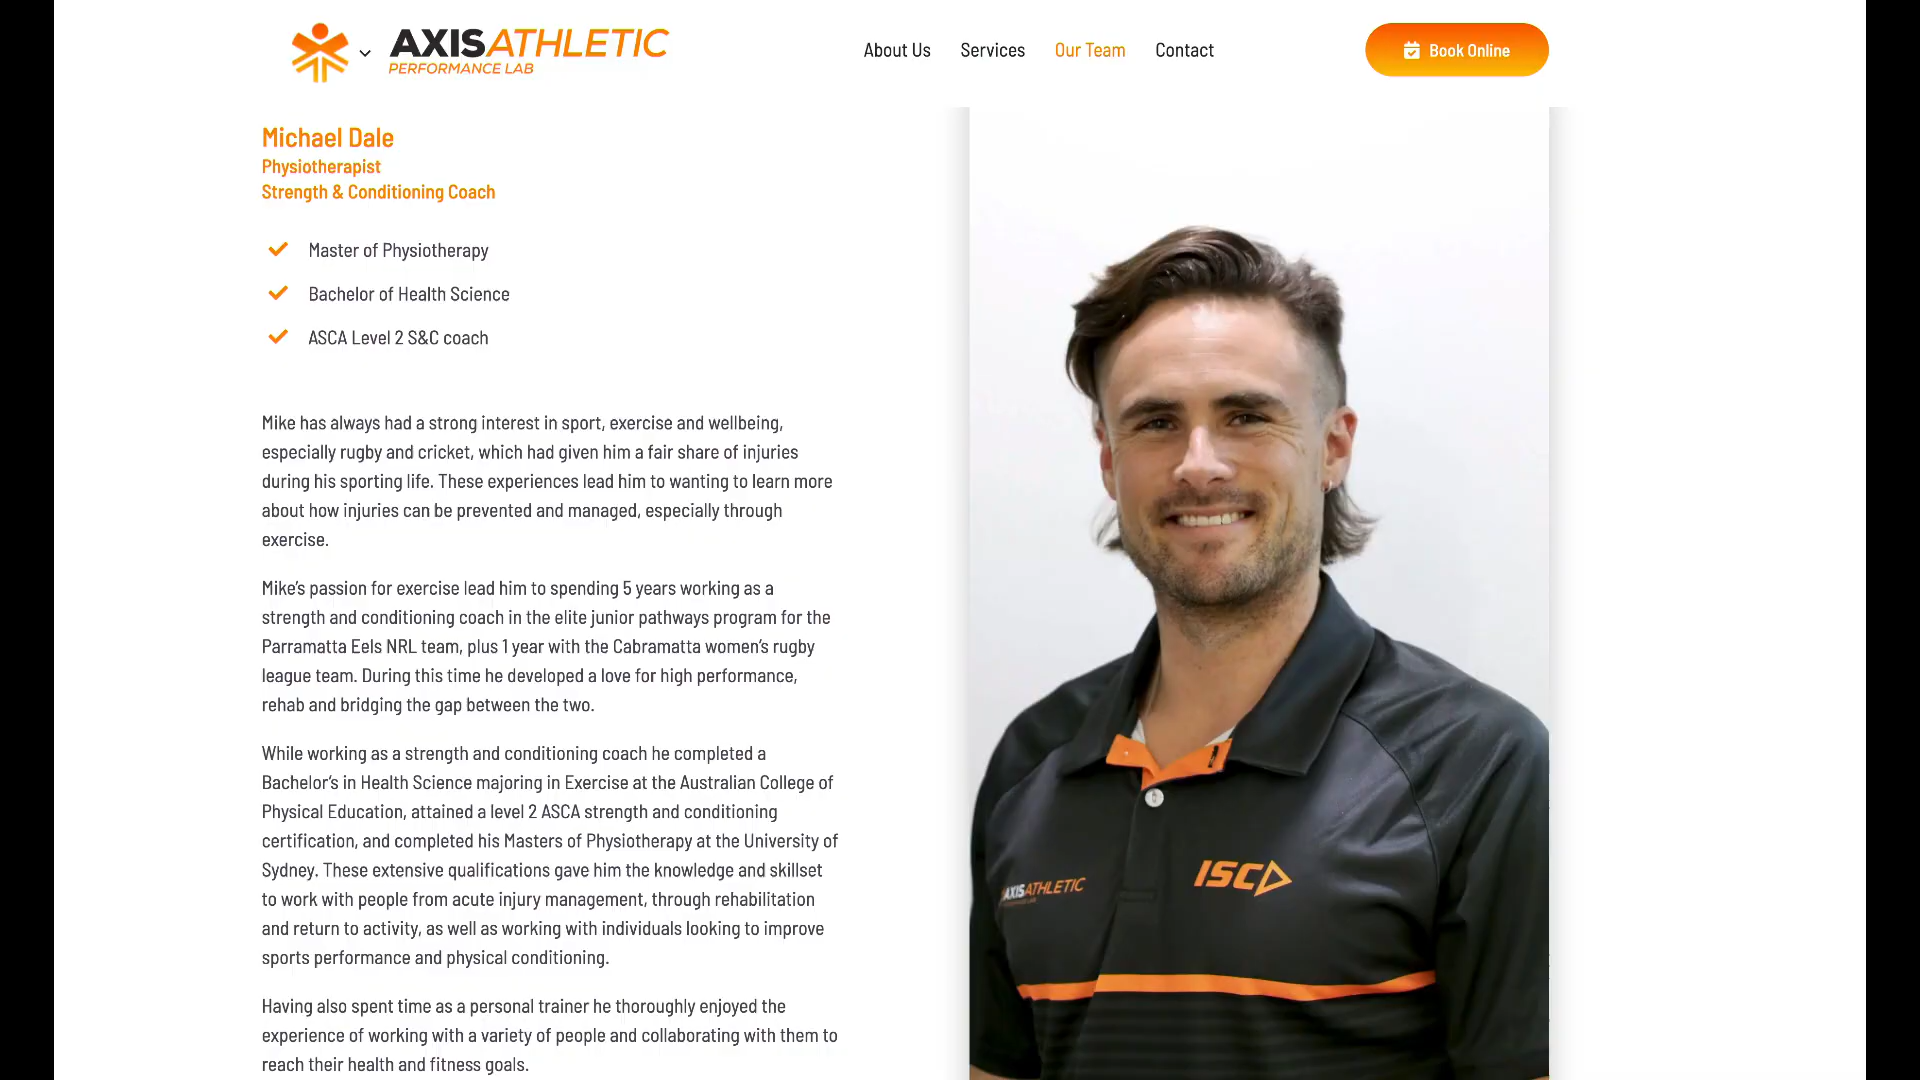 AXISATHLETIC
PERFORMANCE LAB
About Us
Services
Our Team
Contact
Book Online
Michael Dale
Physiotherapist
Strength & Conditioning Coach
Master of Physiotherapy
Bachelor of Health Science
ASCA Level 2 S&C coach
Mike has always had a strong interest in sport, exercise and wellbeing,
especially rugby and cricket, which had given him a fair share of injuries
during his sporting life. These experiences lead him to wanting to learn more
about how injuries can be prevented and managed, especially through
exercise.
Mike’s passion for exercise lead him to spending 5 years working as a
strength and conditioning coach in the elite junior pathways program for the
Parramatta Eels NRL team, plus 1 year with the Cabramatta women’s rugby
league team. During this time he developed a love for high performance,
rehab and bridging the gap between the two.
While working as a strength and conditioning coach he completed a
Bachelor’s in Health Science majoring in Exercise at the Australian College of
Physical Education, attained a level 2 ASCA strength and conditioning
certification, and completed his Masters of Physiotherapy at the University of
Sydney. These extensive qualifications gave him the knowledge and skillset
to work with people from acute injury management, through rehabilitation
and return to activity, as well as working with individuals looking to improve
sports performance and physical conditioning.
Having also spent time as a personal trainer he thoroughly enjoyed the
experience of working with a variety of people and collaborating with them to
reach their health and fitness goals.
AXISATHLETIC
PERFORMANCE LAB
ISC